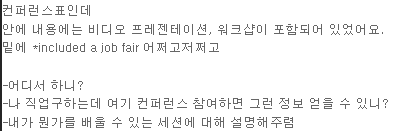 컨퍼런스표인데
안에 내용에는 비디오 프레젠테이션, 워크샵이 포함되어 있었어요.
밑에 *included a job fair 어쩌고저쩌고
-어디서 하니?
-나 직업구하는데 여기 컨퍼런스 참여하면 그런 정보 얻을 수 있니?
-내가 뭔가를 배울 수 있는 세션에 대해 설명해주렴